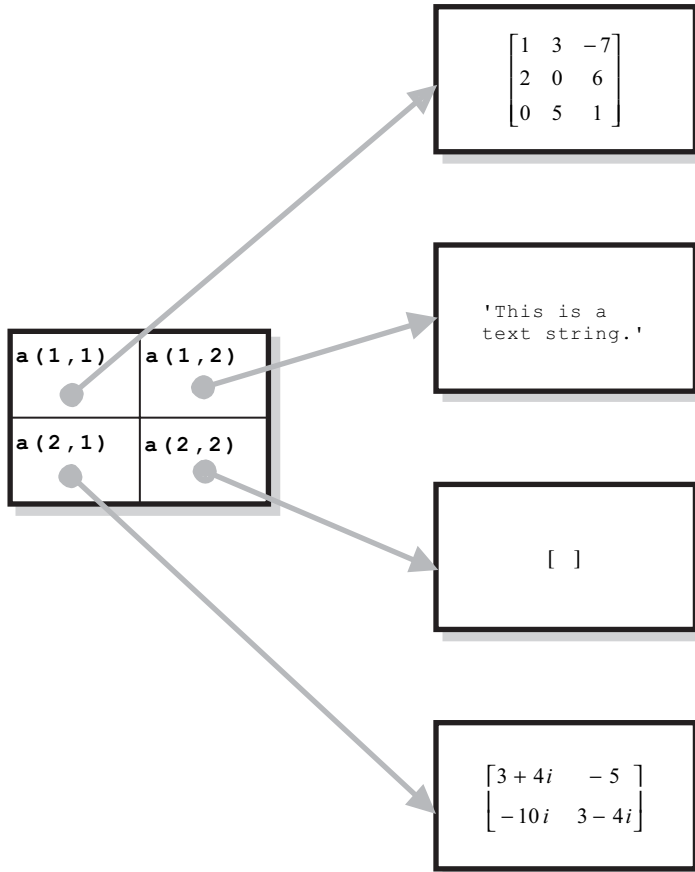 [1 3 −7]
[2 0 6]
[0 5 1]
'This is a
text string.'
a(1,1) a(1,2)
a(2,1) a(2,2)
[ ]
[3 + 4i − 5]
[−10i 3 − 4i]